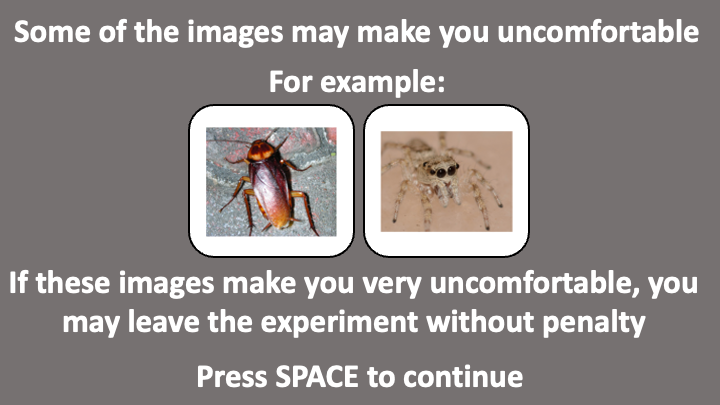 Some of the images may make you uncomfortable
For example:
If these images make you very uncomfortable, you
may leave the experiment without penalty
Press SPACE to continue